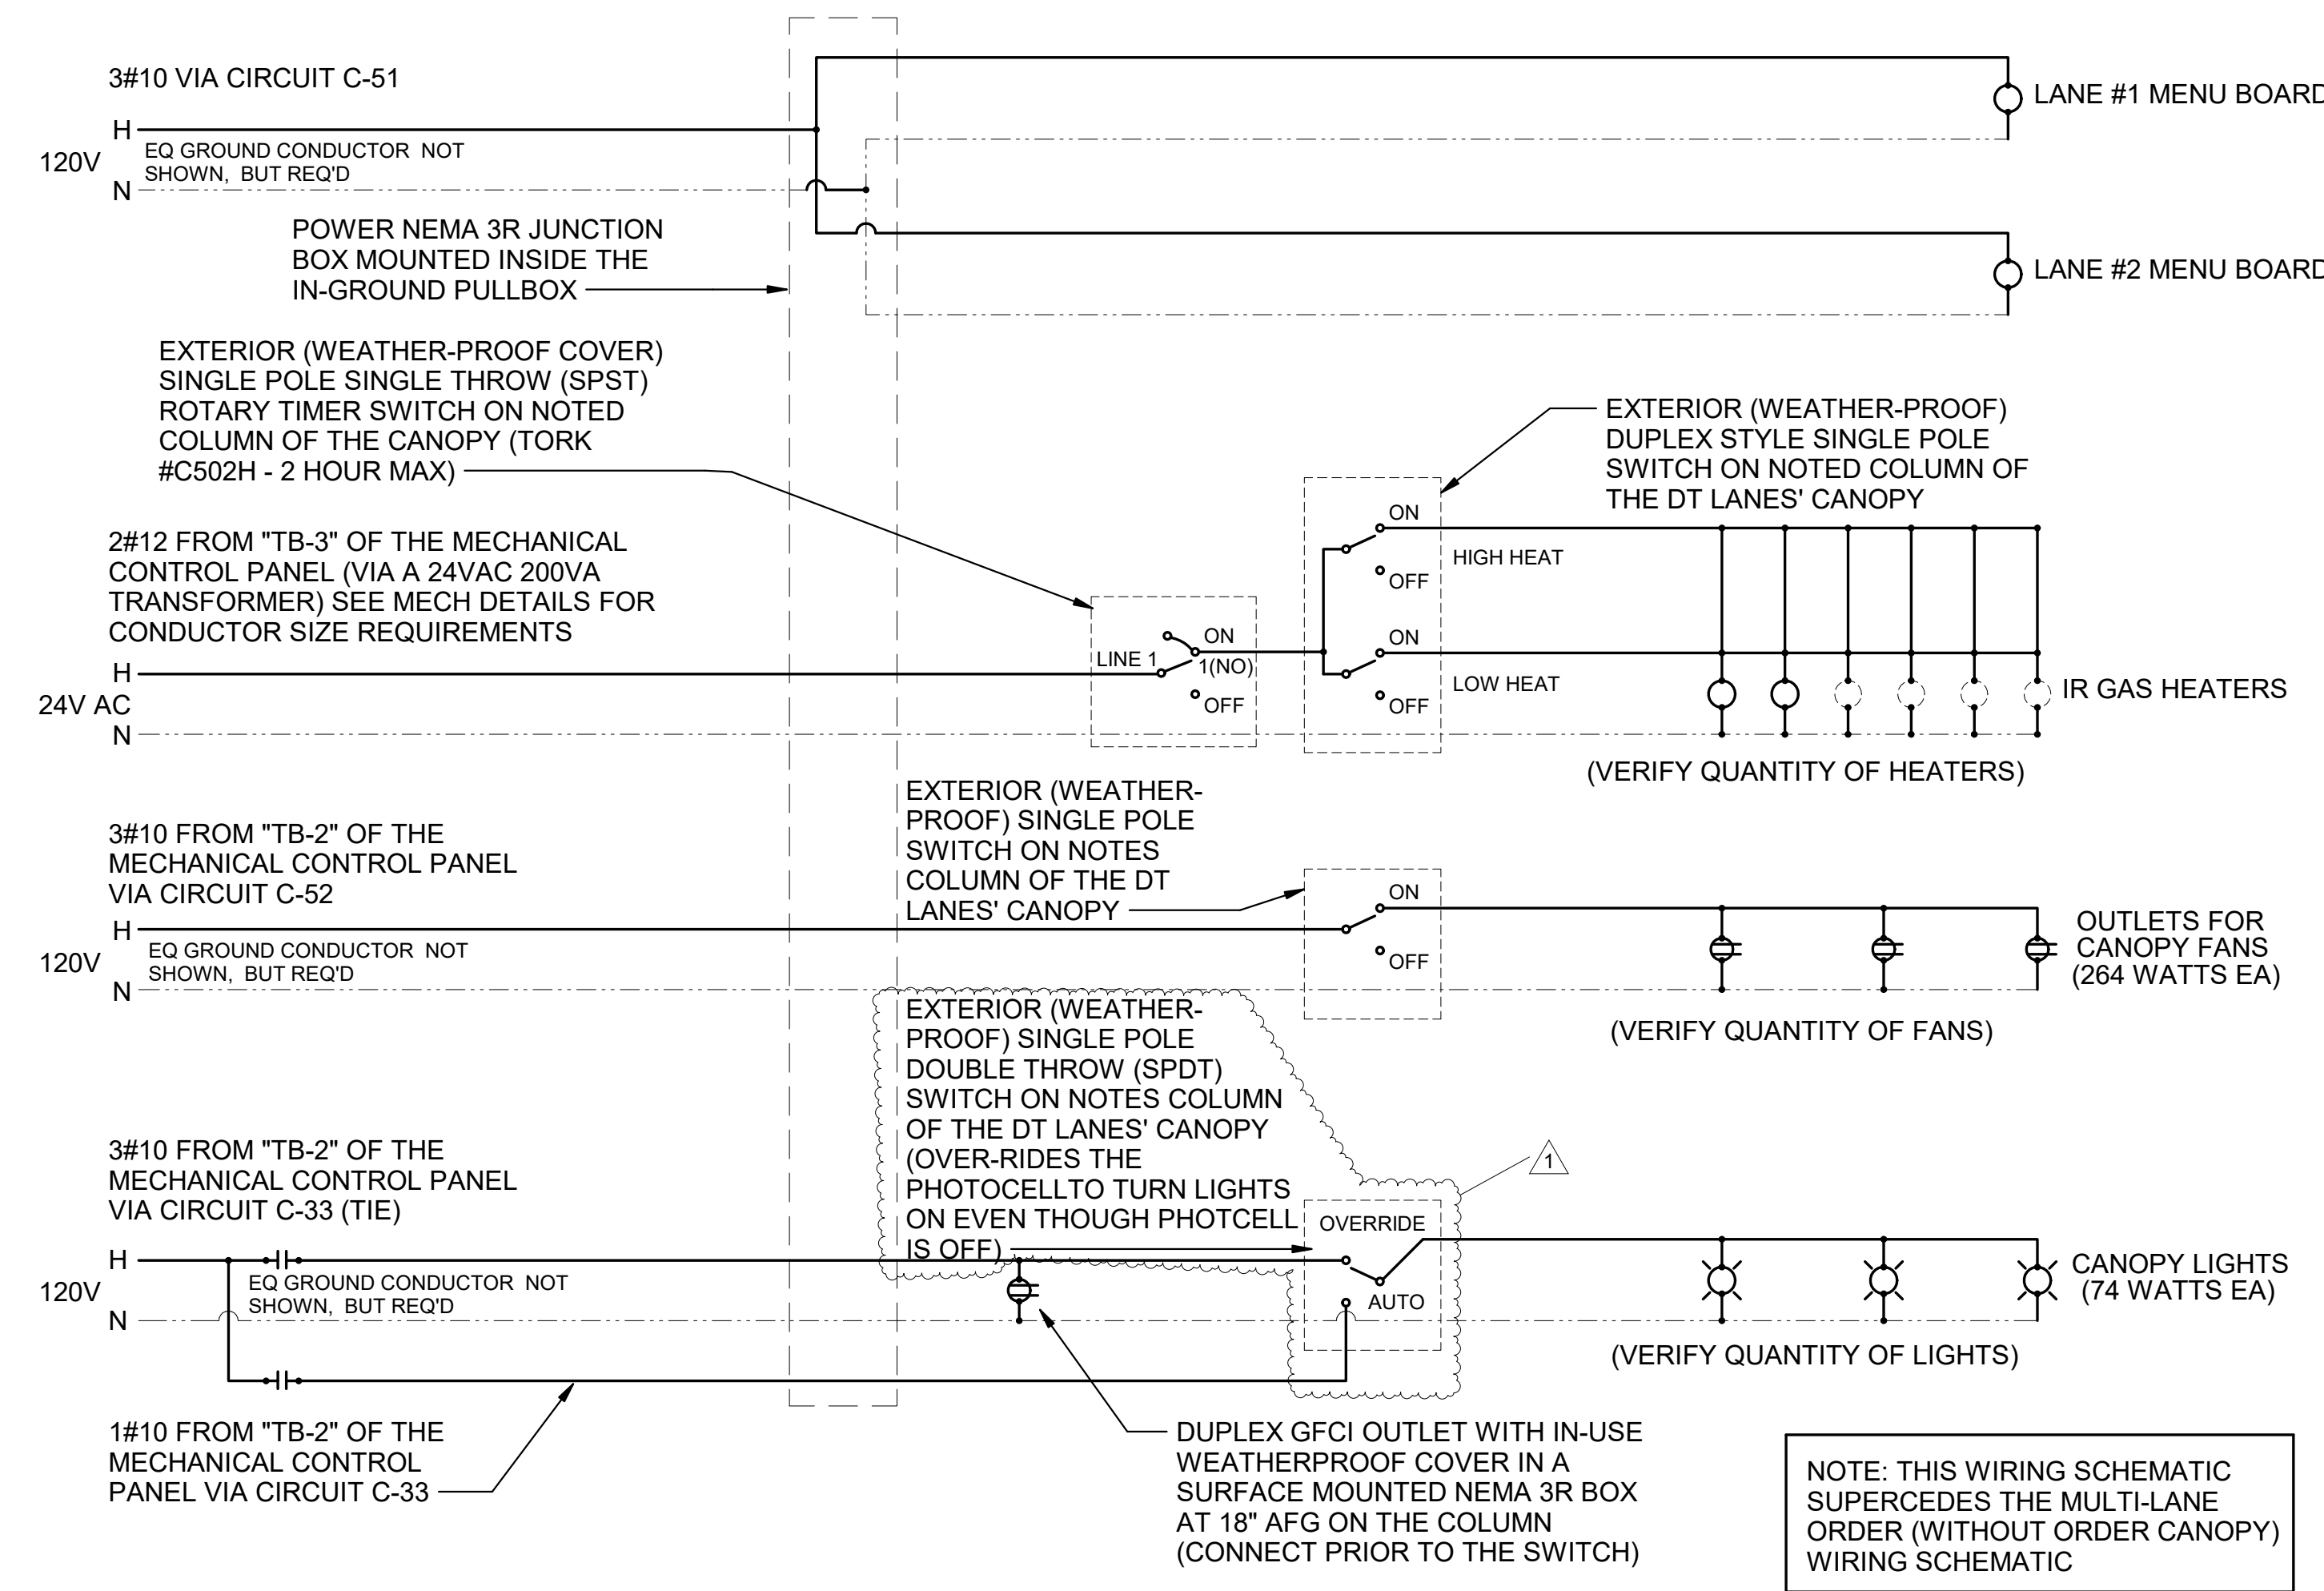 3#10 VIA CIRCUIT C-51
H
120V
N
EQ GROUND CONDUCTOR NOT
SHOWN, BUT REQ'D
LANE #1 MENU BOARD
LANE #2 MENU BOARD
POWER NEMA 3R JUNCTION
BOX MOUNTED INSIDE THE
IN-GROUND PULLBOX
EXTERIOR (WEATHER-PROOF COVER)
SINGLE POLE SINGLE THROW (SPST)
ROTARY TIMER SWITCH ON NOTED
COLUMN OF THE CANOPY (TORK
#C502H - 2 HOUR MAX)
EXTERIOR (WEATHER-PROOF)
DUPLEX STYLE SINGLE POLE
SWITCH ON NOTED COLUMN OF
THE DT LANES' CANOPY
2#12 FROM "TB-3" OF THE MECHANICAL
CONTROL PANEL (VIA A 24VAC 200VA
TRANSFORMER) SEE MECH DETAILS FOR
CONDUCTOR SIZE REQUIREMENTS
H
24V AC
N
LINE 1
ON
1(NO)
OFF
ON
HIGH HEAT
OFF
ON
LOW HEAT
OFF
IR GAS HEATERS
(VERIFY QUANTITY OF HEATERS)
EXTERIOR (WEATHER-
PROOF) SINGLE POLE
SWITCH ON NOTES
COLUMN OF THE DT
LANES' CANOPY
3#10 FROM "TB-2" OF THE
MECHANICAL CONTROL PANEL
VIA CIRCUIT C-52
H
120V
N
EQ GROUND CONDUCTOR NOT
SHOWN, BUT REQ'D
ON
OFF
OUTLETS FOR
CANOPY FANS
(264 WATTS EA)
(VERIFY QUANTITY OF FANS)
EXTERIOR (WEATHER-
PROOF) SINGLE POLE
DOUBLE THROW (SPDT)
SWITCH ON NOTES COLUMN
OF THE DT LANES' CANOPY
(OVER-RIDES THE
PHOTOCELLTO TURN LIGHTS
ON EVEN THOUGH PHOTCELL
IS OFF)
1
3#10 FROM "TB-2" OF THE
MECHANICAL CONTROL PANEL
VIA CIRCUIT C-33 (TIE)
H
120V
N
EQ GROUND CONDUCTOR NOT
SHOWN, BUT REQ'D
OVERRIDE
AUTO
CANOPY LIGHTS
(74 WATTS EA)
(VERIFY QUANTITY OF LIGHTS)
1#10 FROM "TB-2" OF THE
MECHANICAL CONTROL
PANEL VIA CIRCUIT C-33
DUPLEX GFCI OUTLET WITH IN-USE
WEATHERPROOF COVER IN A
SURFACE MOUNTED NEMA 3R BOX
AT 18" AFG ON THE COLUMN
(CONNECT PRIOR TO THE SWITCH)
NOTE: THIS WIRING SCHEMATIC
SUPERCEDES THE MULTI-LANE
ORDER (WITHOUT ORDER CANOPY)
WIRING SCHEMATIC